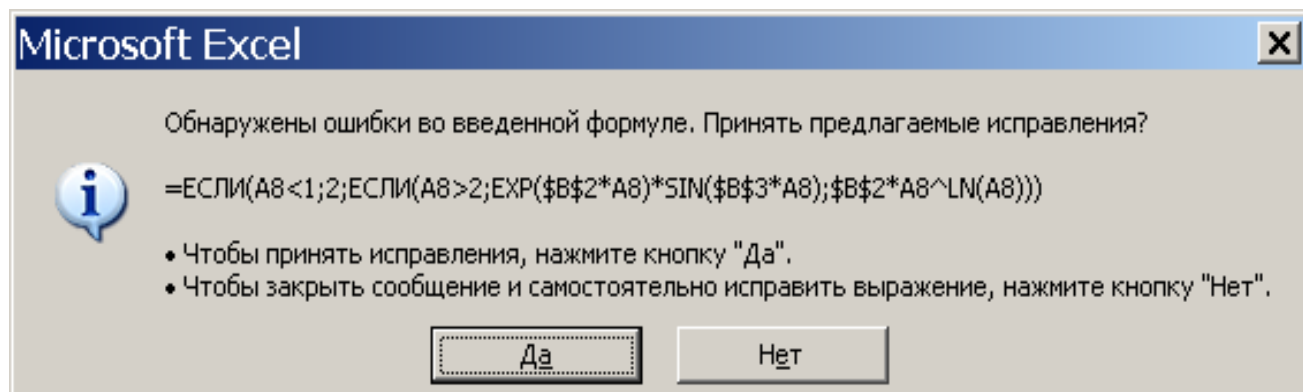 Microsoft Excel
Обнаружены ошибки во введенной формуле. Принять предлагаемые исправления?
=ЕСЛИ(A8<1;2;ЕСЛИ(A8>2;EXP($B$2*A8)*SIN($B$3*A8);$B$2*A8^LN(A8)))
• Чтобы принять исправления, нажмите кнопку "Да".
• Чтобы закрыть сообщение и самостоятельно исправить выражение, нажмите кнопку "Нет".
Да Нет